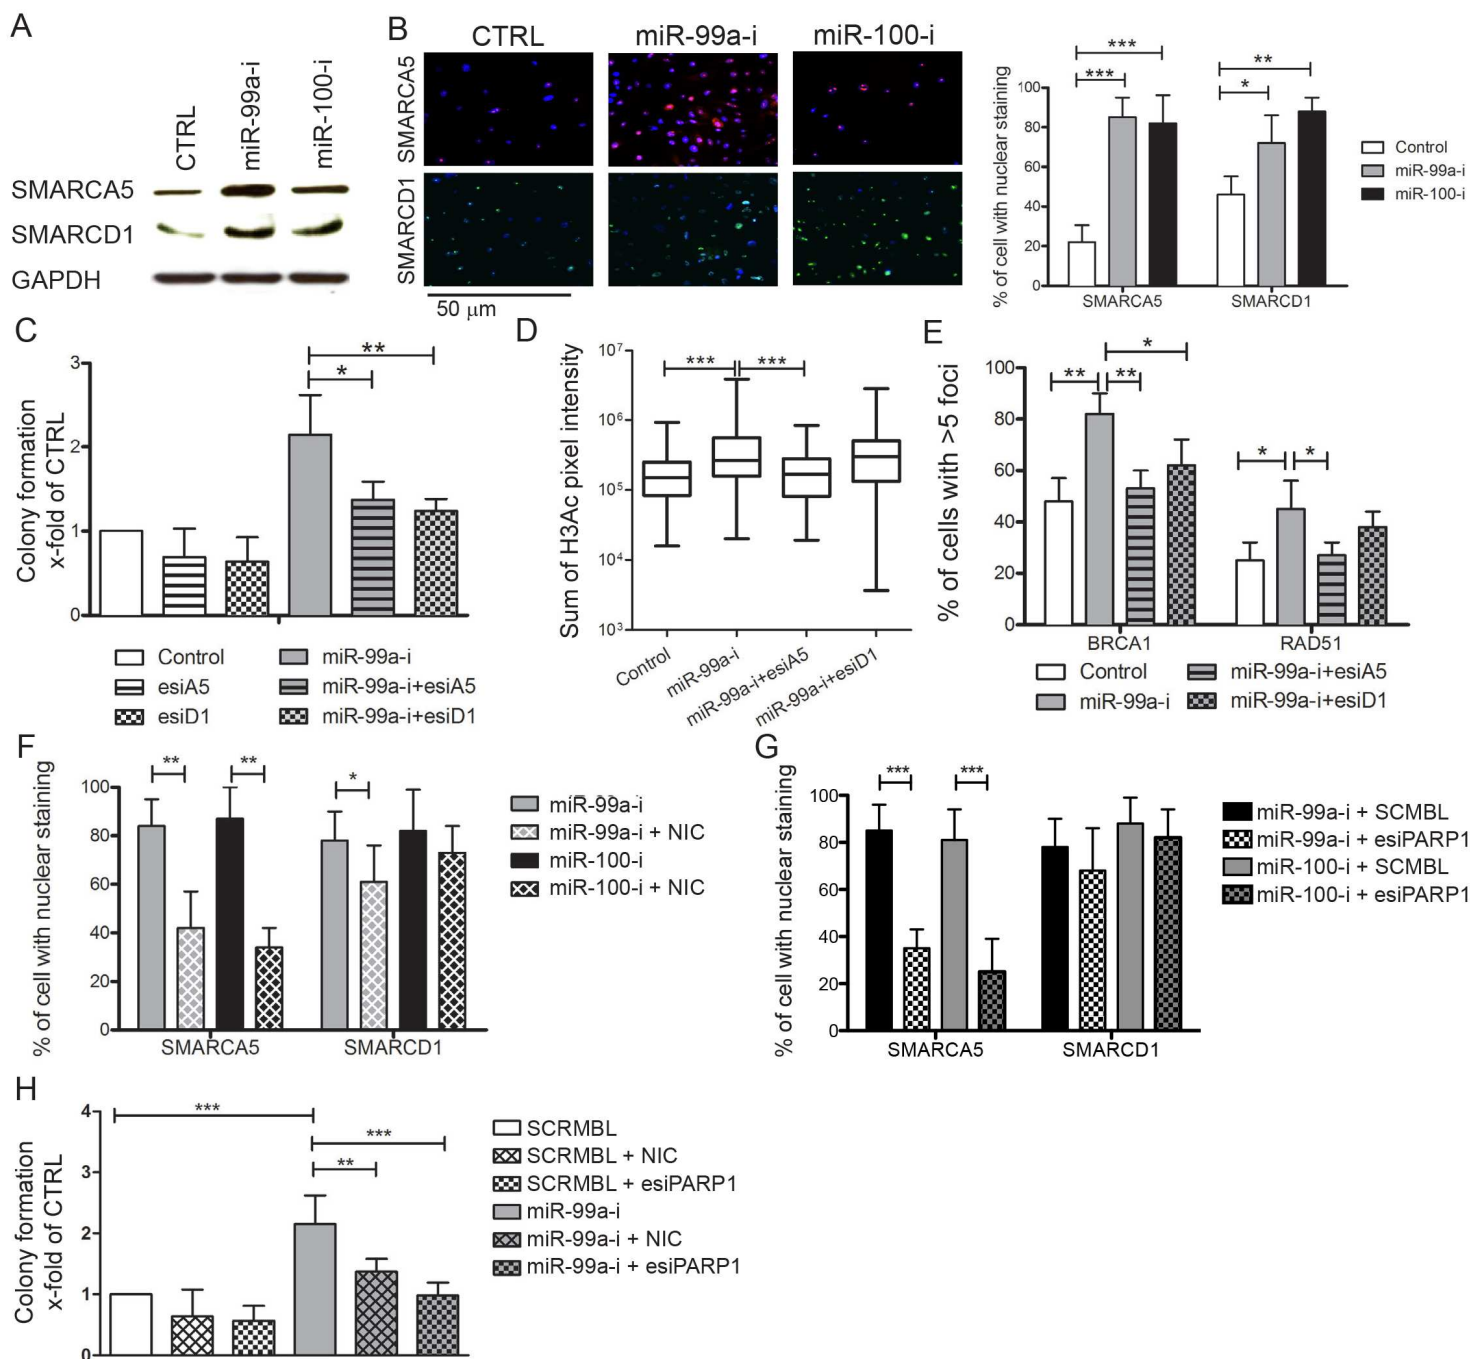 A
CTRL
miR-99a-i
miR-100-i
SMARCA5
SMARCD1
GAPDH
B
CTRL
miR-99a-i
miR-100-i
SMARCA5
SMARCD1
50 μm
% of cell with nuclear staining
100
80
60
40
20
0
***
***
**
*
SMARCA5
SMARCD1
Control
miR-99a-i
miR-100-i
C
Colony formation
x-fold of CTRL
3
2
1
0
**
*
Control
esiA5
esiD1
miR-99a-i
miR-99a-i+esiA5
miR-99a-i+esiD1
D
Sum of H3Ac pixel intensity
10⁷
10⁶
10⁵
10⁴
10³
***
***
Control
miR-99a-i
miR-99a-i+esiA5
miR-99a-i+esiD1
E
% of cells with >5 foci
100
80
60
40
20
0
*
**
**
*
*
BRCA1
RAD51
Control
miR-99a-i
miR-99a-i+esiA5
miR-99a-i+esiD1
F
% of cell with nuclear staining
100
80
60
40
20
0
**
**
*
SMARCA5
SMARCD1
miR-99a-i
miR-99a-i + NIC
miR-100-i
miR-100-i + NIC
G
% of cell with nuclear staining
100
80
60
40
20
0
***
***
SMARCA5
SMARCD1
miR-99a-i + SCMBL
miR-99a-i + esiPARP1
miR-100-i + SCMBL
miR-100-i + esiPARP1
H
Colony formation
x-fold of CTRL
4
3
2
1
0
***
***
**
SCRMBL
SCRMBL + NIC
SCRMBL + esiPARP1
miR-99a-i
miR-99a-i + NIC
miR-99a-i + esiPARP1